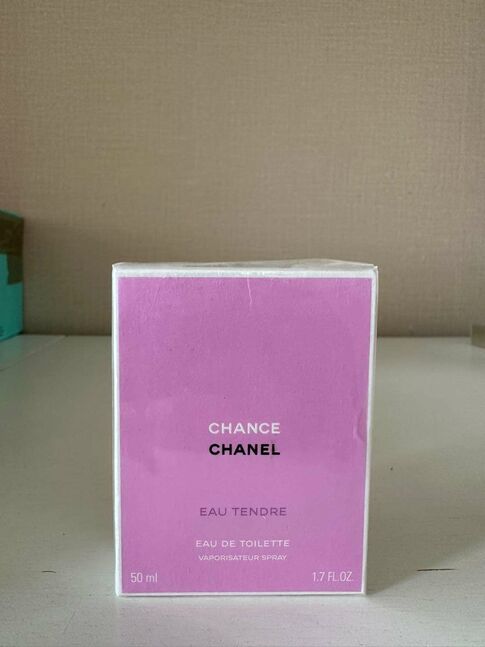 CHANCE
CHANEL
EAU TENDRE
EAU DE TOILETTE
VAPORISATEUR SPRAY
50 ml 1.7 FL.OZ.